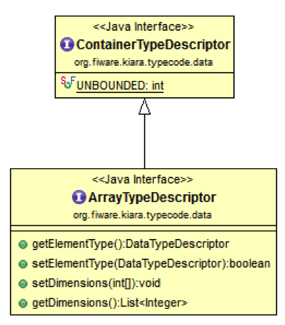 <<Java Interface>>
ContainerTypeDescriptor
org.fiware.kiara.typecode.data
UNBOUNDED: int
<<Java Interface>>
ArrayTypeDescriptor
org.fiware.kiara.typecode.data
getElementType():DataTypeDescriptor
setElementType(DataTypeDescriptor):boolean
setDimensions(int[]):void
getDimensions():List<Integer>